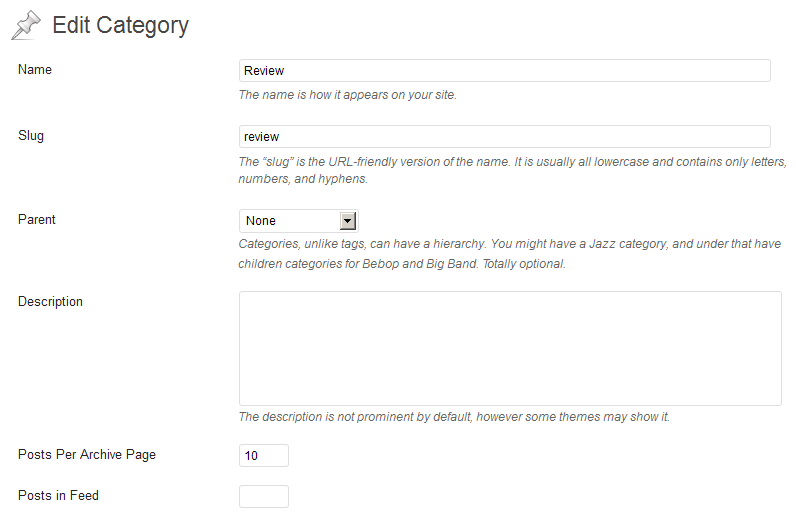 Edit Category
Name
Review
The name is how it appears on your site.
Slug
review
The “slug” is the URL-friendly version of the name. It is usually all lowercase and contains only letters,
numbers, and hyphens.
Parent
None
Categories, unlike tags, can have a hierarchy. You might have a Jazz category, and under that have
children categories for Bebop and Big Band. Totally optional.
Description
The description is not prominent by default, however some themes may show it.
Posts Per Archive Page
10
Posts in Feed